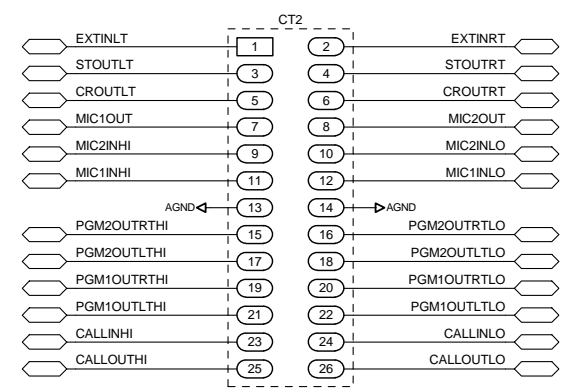 CT2
EXTINLT 1 2 EXTINRT
STOUTLT 3 4 STOUTRT
CROUTLT 5 6 CROUTRT
MIC1OUT 7 8 MIC2OUT
MIC2INHI 9 10 MIC2INLO
MIC1INHI 11 12 MIC1INLO
AGND 13 14 AGND
PGM2OUTRTHI 15 16 PGM2OUTRTLO
PGM2OUTLTHI 17 18 PGM2OUTLTLO
PGM1OUTRTHI 19 20 PGM1OUTRTLO
PGM1OUTLTHI 21 22 PGM1OUTLTLO
CALLINHI 23 24 CALLINLO
CALLOUTHI 25 26 CALLOUTLO